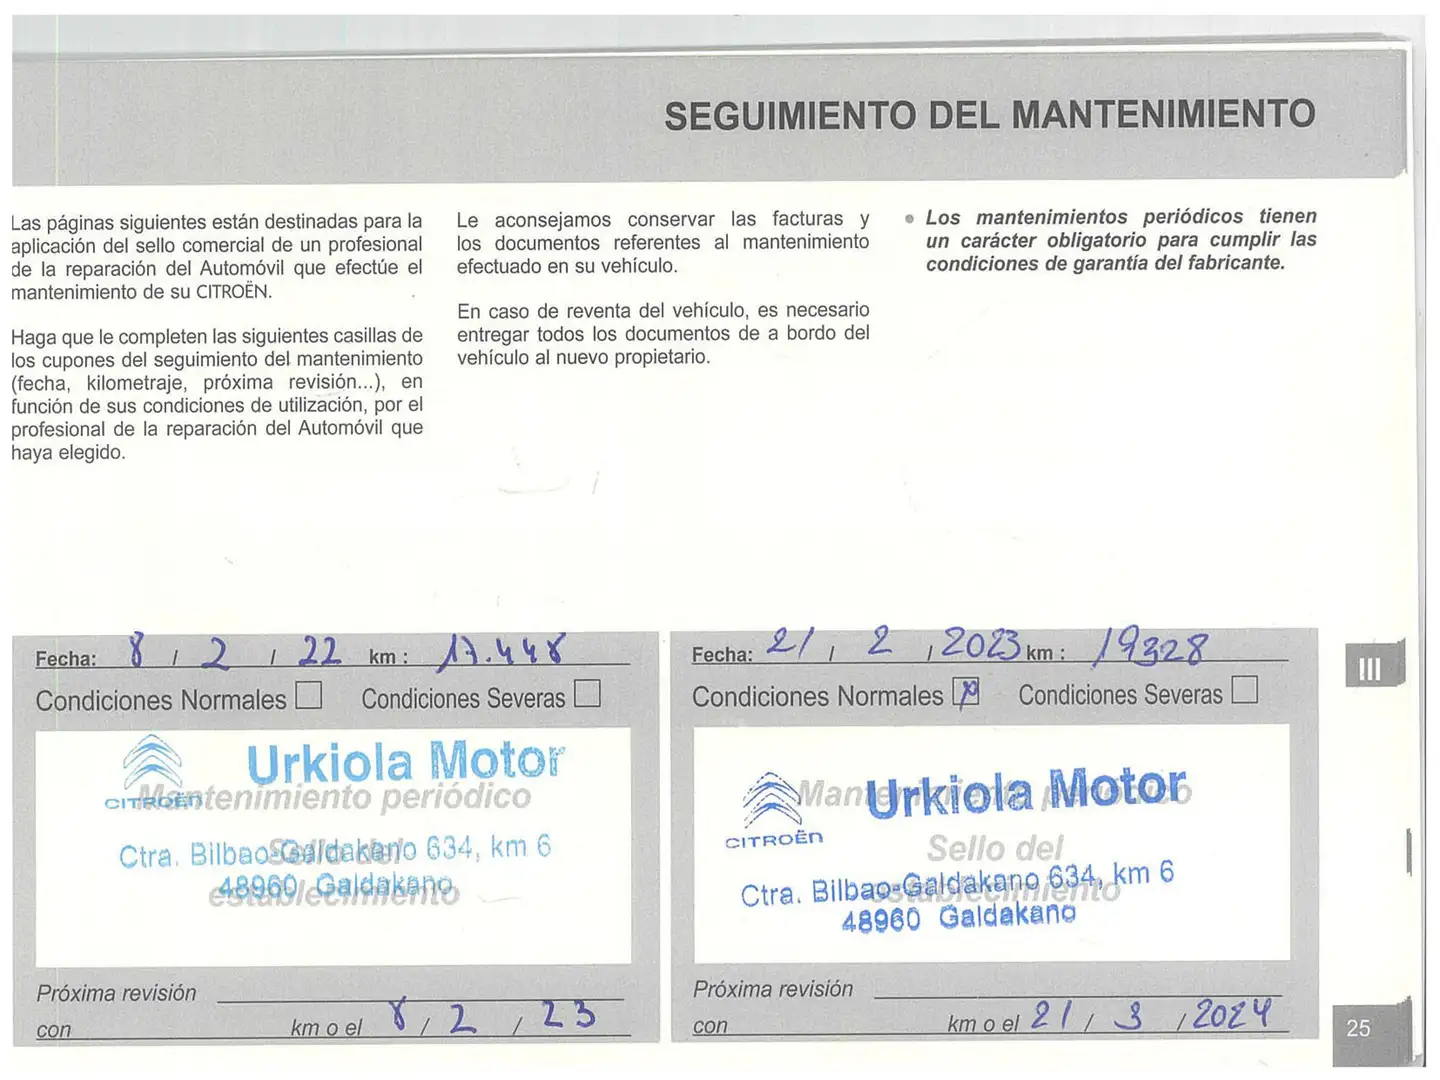 SEGUIMIENTO DEL MANTENIMIENTO
Las páginas siguientes están destinadas para la
aplicación del sello comercial de un profesional
de la reparación del Automóvil que efectúe el
mantenimiento de su CITROËN.
Haga que le completen las siguientes casillas de
los cupones del seguimiento del mantenimiento
(fecha, kilometraje, próxima revisión...), en
función de sus condiciones de utilización, por el
profesional de la reparación del Automóvil que
haya elegido.
Le aconsejamos conservar las facturas y
los documentos referentes al mantenimiento
efectuado en su vehículo.
En caso de reventa del vehículo, es necesario
entregar todos los documentos de a bordo del
vehículo al nuevo propietario.
• Los mantenimientos periódicos tienen
un carácter obligatorio para cumplir las
condiciones de garantía del fabricante.
Fecha: 8 / 2 / 22 km : 17.448
Condiciones Normales Condiciones Severas
Urkiola Motor
CITROËN
Mantenimiento periódico
Ctra. Bilbao-Galdakano 634, km 6
Sello del
48960 Galdakano
establecimiento
Próxima revisión
con km o el 8 / 2 / 23
Fecha: 21 / 2 / 2023 km : 19328
Condiciones Normales Condiciones Severas
Urkiola Motor
Mantenimiento periódico
CITROËN
Sello del
Ctra. Bilbao-Galdakano 634, km 6
establecimiento
48960 Galdakano
Próxima revisión
con km o el 21 / 3 / 2024
III
25